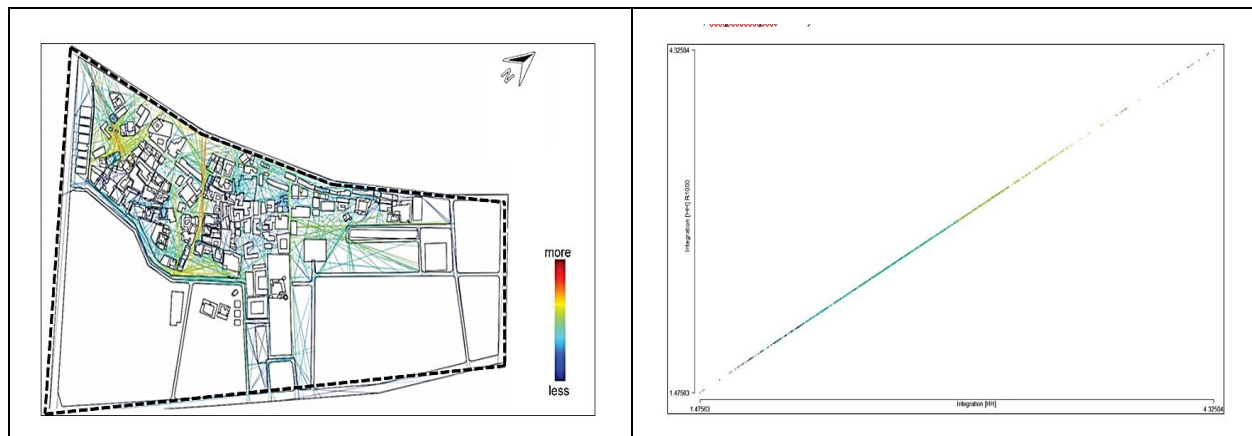 N
more
less
4.32504
Integration [HH] R1000
1.47563
1.47563
Integration [HH]
4.32504